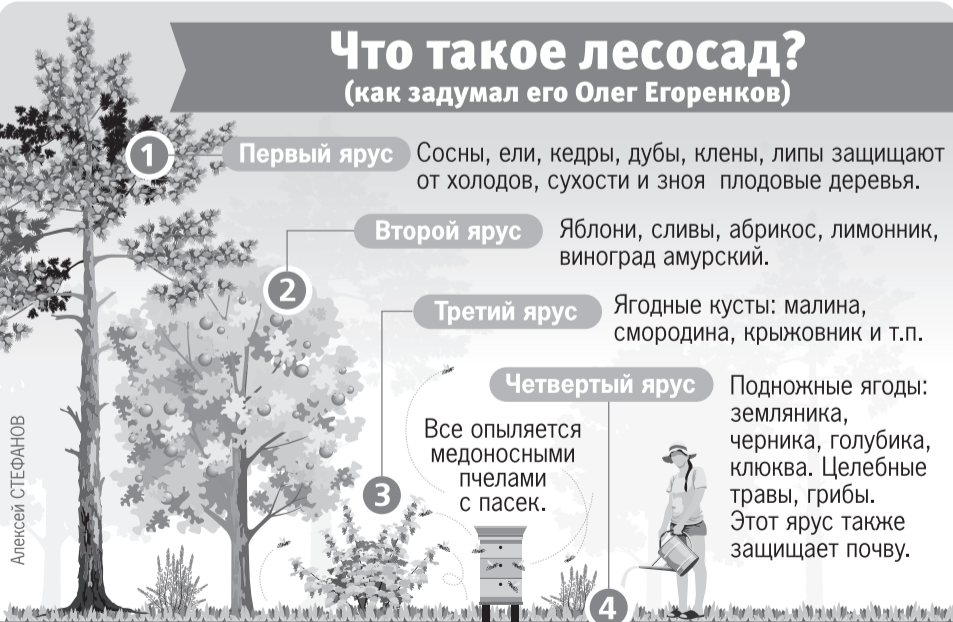 Что такое лесосад?
(как задумал его Олег Егоренков)
1
Первый ярус
Сосны, ели, кедры, дубы, клены, липы защищают
от холодов, сухости и зноя плодовые деревья.
2
Второй ярус
Яблони, сливы, абрикос, лимонник,
виноград амурский.
3
Третий ярус
Ягодные кусты: малина,
смородина, крыжовник и т.п.
4
Четвертый ярус
Подножные ягоды:
земляника,
черника, голубика,
клюква. Целебные
травы, грибы.
Этот ярус также
защищает почву.
Все опыляется
медоносными
пчелами
с пасек.
Алексей СТЕФАНОВ